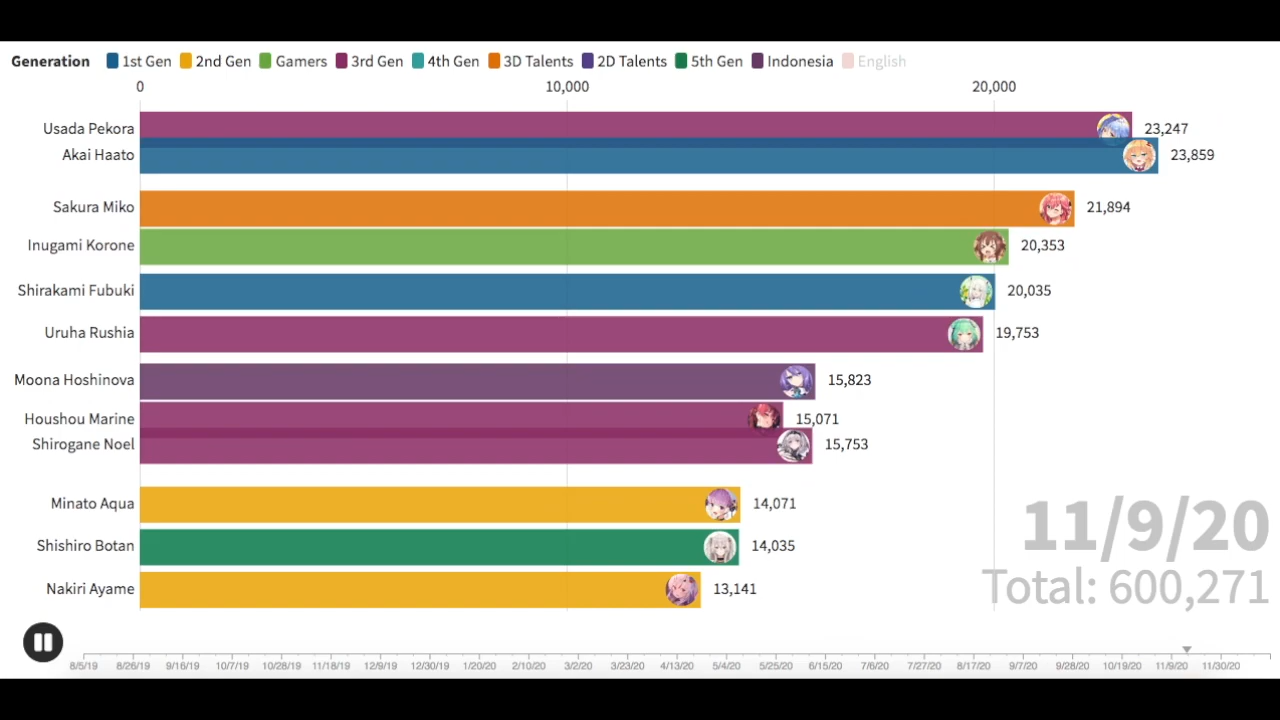 Generation 1st Gen 2nd Gen Gamers 3rd Gen 4th Gen 3D Talents 2D Talents 5th Gen Indonesia English
0 10,000 20,000
Usada Pekora 23,247
Akai Haato 23,859
Sakura Miko 21,894
Inugami Korone 20,353
Shirakami Fubuki 20,035
Uruha Rushia 19,753
Moona Hoshinova 15,823
Houshou Marine 15,071
Shirogane Noel 15,753
Minato Aqua 14,071
Shishiro Botan 14,035
Nakiri Ayame 13,141
11/9/20
Total: 600,271
8/5/19 8/26/19 9/16/19 10/7/19 10/28/19 11/18/19 12/9/19 12/30/19 1/20/20 2/10/20 3/2/20 3/23/20 4/13/20 5/4/20 5/25/20 6/15/20 7/6/20 7/27/20 8/17/20 9/7/20 9/28/20 10/19/20 11/9/20 11/30/20